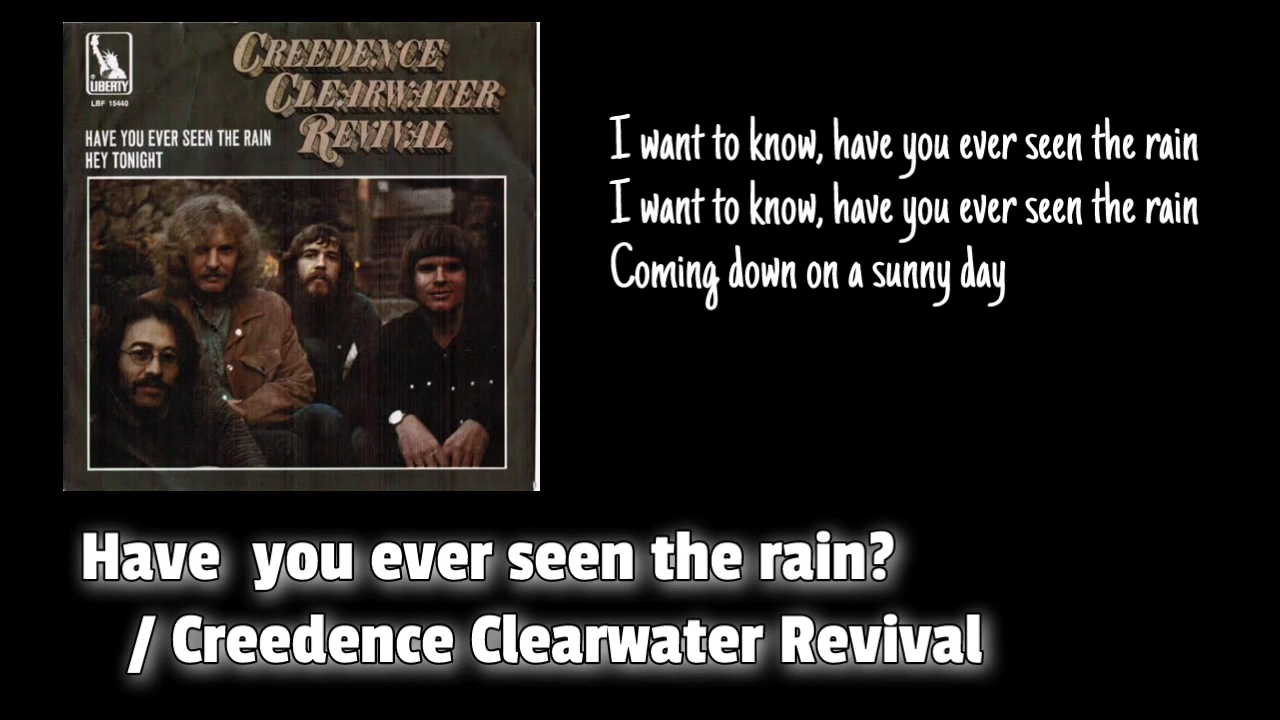 LIBERTY
LBF 15440
CREEDENCE
CLEARWATER
REVIVAL
HAVE YOU EVER SEEN THE RAIN
HEY TONIGHT
I want to know, have you ever seen the rain
I want to know, have you ever seen the rain
Coming down on a sunny day
Have you ever seen the rain?
/ Creedence Clearwater Revival